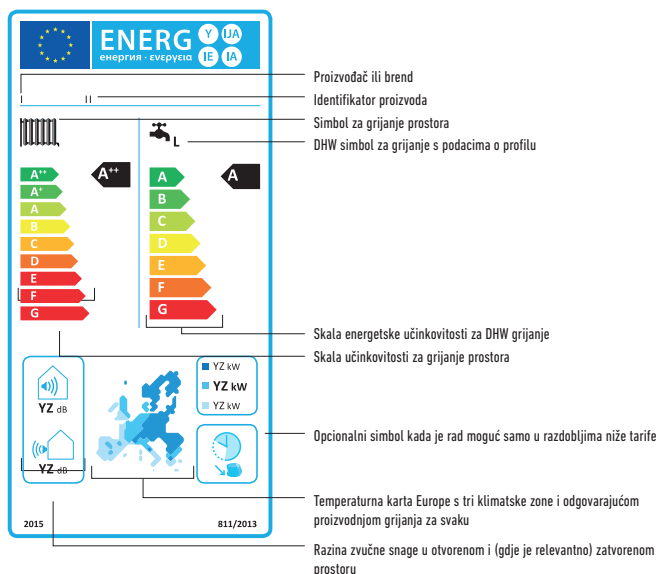 ENERG
Y IJA
IE IA
енергия · ενεργεια
I II
L
A++
A+
A
B
C
D
E
F
G
A++
A
B
C
D
E
F
G
A
YZ dB
YZ dB
YZ kW
YZ kW
YZ kW
2015
811/2013
Proizvođač ili brend
Identifikator proizvoda
Simbol za grijanje prostora
DHW simbol za grijanje s podacima o profilu
Skala energetske učinkovitosti za DHW grijanje
Skala učinkovitosti za grijanje prostora
Opcionalni simbol kada je rad moguć samo u razdobljima niže tarife
Temperaturna karta Europe s tri klimatske zone i odgovarajućom
proizvodnjom grijanja za svaku
Razina zvučne snage u otvorenom i (gdje je relevantno) zatvorenom
prostoru